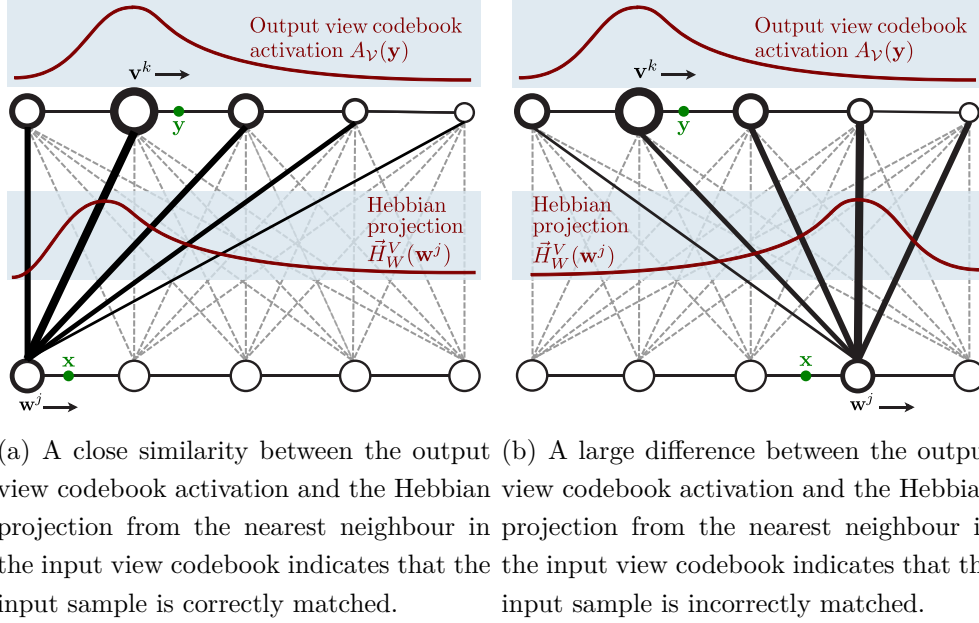 Output view codebook
activation A_𝒱(𝐲)
𝐯^k
𝐲
Hebbian
projection
H⃗_W^V(𝐰^j)
𝐱
𝐰^j
(a) A close similarity between the output
view codebook activation and the Hebbian
projection from the nearest neighbour in
the input view codebook indicates that the
input sample is correctly matched.
Output view codebook
activation A_𝒱(𝐲)
𝐯^k
𝐲
Hebbian
projection
H⃗_W^V(𝐰^j)
𝐱
𝐰^j
(b) A large difference between the outpu
view codebook activation and the Hebbia
projection from the nearest neighbour i
the input view codebook indicates that th
input sample is incorrectly matched.